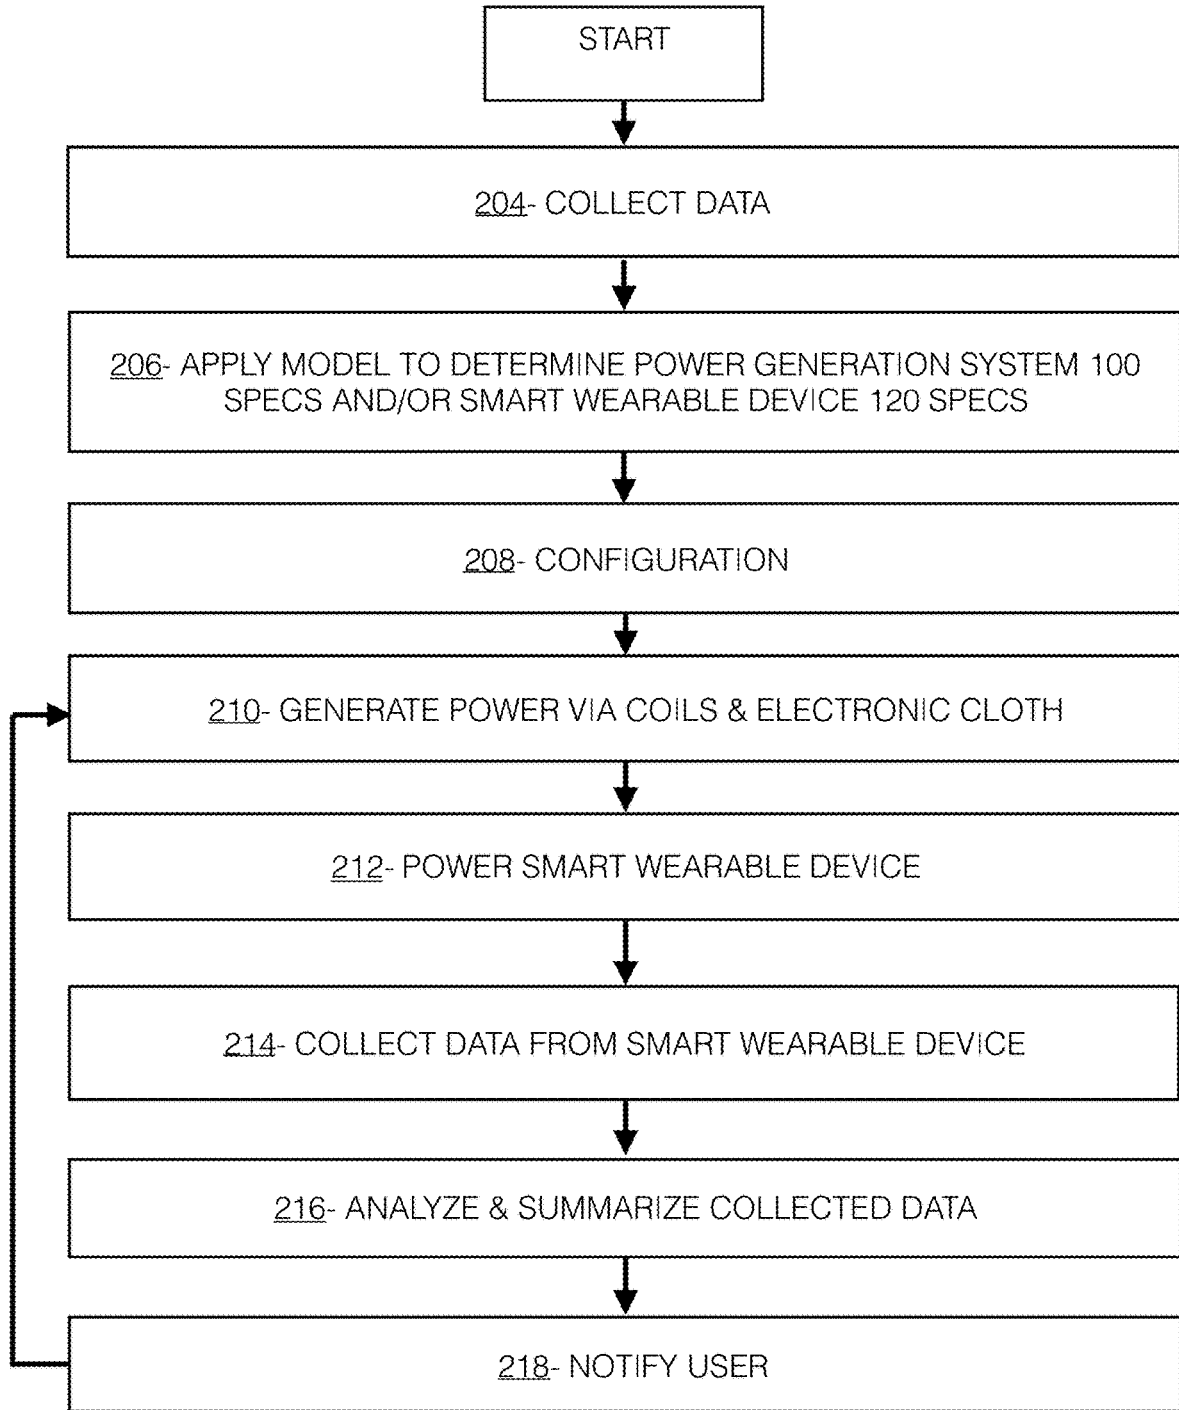 START
204- COLLECT DATA
206- APPLY MODEL TO DETERMINE POWER GENERATION SYSTEM 100
SPECS AND/OR SMART WEARABLE DEVICE 120 SPECS
208- CONFIGURATION
210- GENERATE POWER VIA COILS & ELECTRONIC CLOTH
212- POWER SMART WEARABLE DEVICE
214- COLLECT DATA FROM SMART WEARABLE DEVICE
216- ANALYZE & SUMMARIZE COLLECTED DATA
218- NOTIFY USER